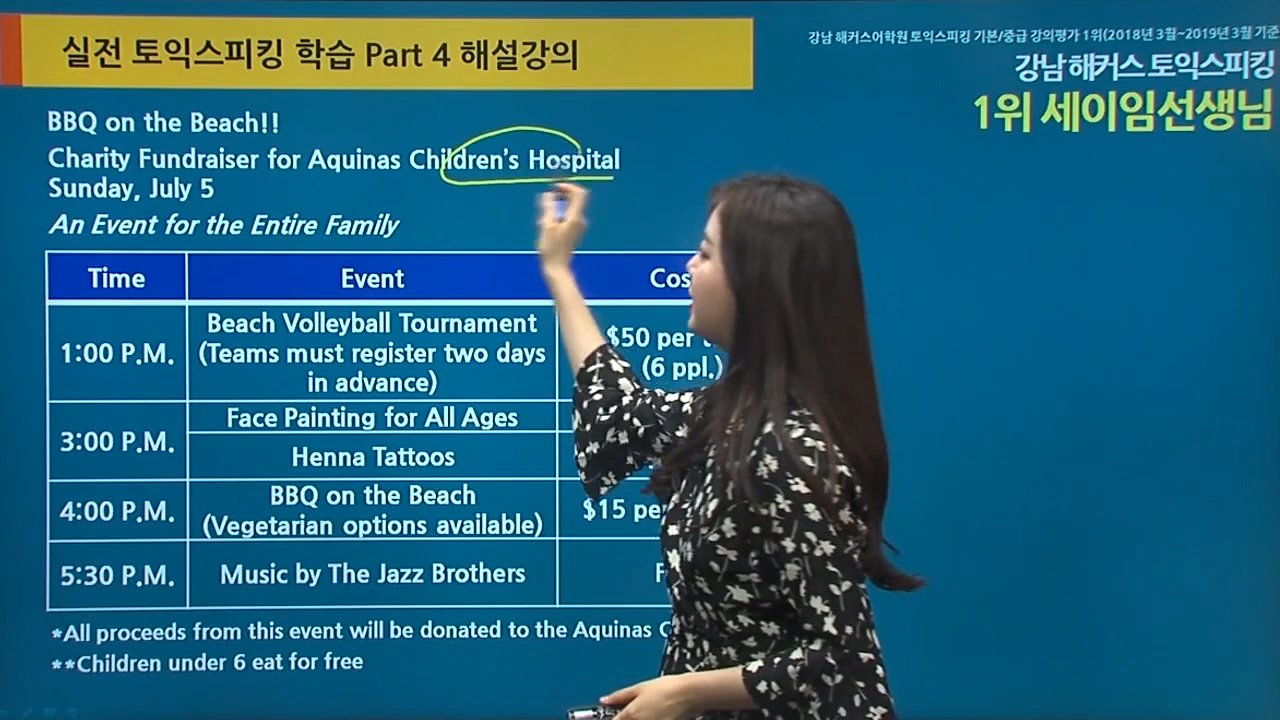 실전 토익스피킹 학습 Part 4 해설강의
강남 해커스어학원 토익스피킹 기본/중급 강의평가 1위(2018년 3월~2019년 3월 기준
강남 해커스 토익스피킹
1위 세이임선생님
BBQ on the Beach!!
Charity Fundraiser for Aquinas Children's Hospital
Sunday, July 5
An Event for the Entire Family
Time Event
1:00 P.M.
Beach Volleyball Tournament
(Teams must register two days
in advance)
$50 per
(6 ppl.)
3:00 P.M.
Face Painting for All Ages
Henna Tattoos
4:00 P.M.
BBQ on the Beach
(Vegetarian options available)
$15
5:30 P.M.
Music by The Jazz Brothers
*All proceeds from this event will be donated to the Aquinas
**Children under 6 eat for free